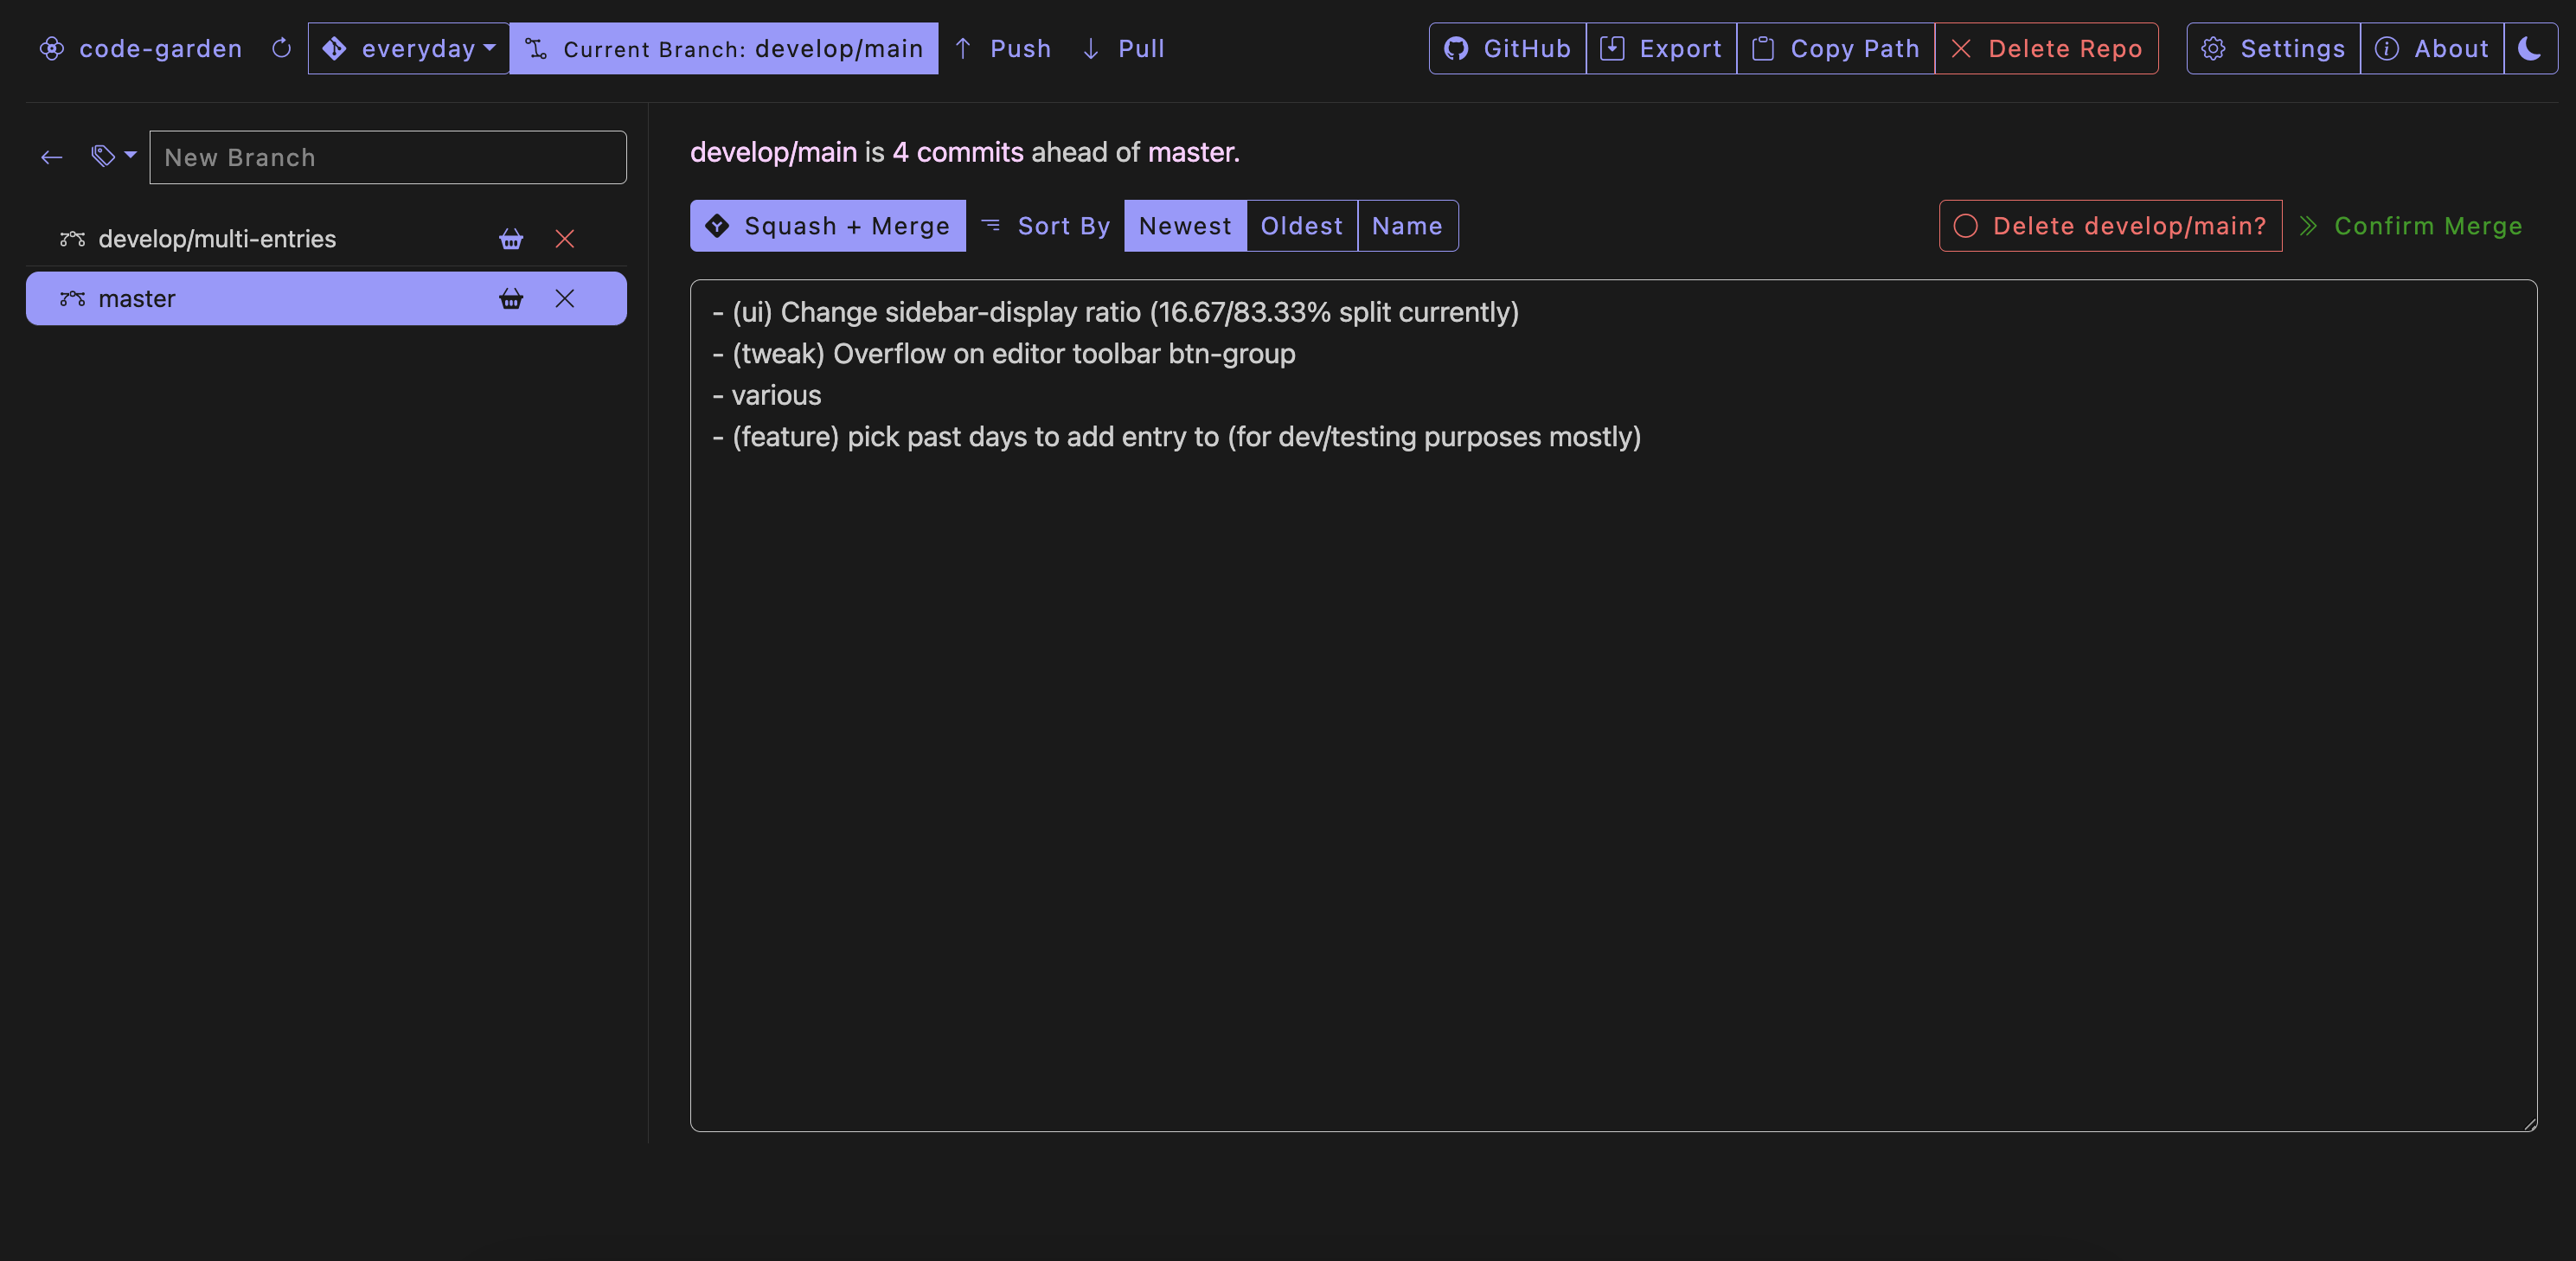 code-garden everyday Current Branch: develop/main Push Pull GitHub Export Copy Path Delete Repo Settings About
New Branch
develop/multi-entries
master
develop/main is 4 commits ahead of master.
Squash + Merge Sort By Newest Oldest Name Delete develop/main? Confirm Merge
- (ui) Change sidebar-display ratio (16.67/83.33% split currently)
- (tweak) Overflow on editor toolbar btn-group
- various
- (feature) pick past days to add entry to (for dev/testing purposes mostly)